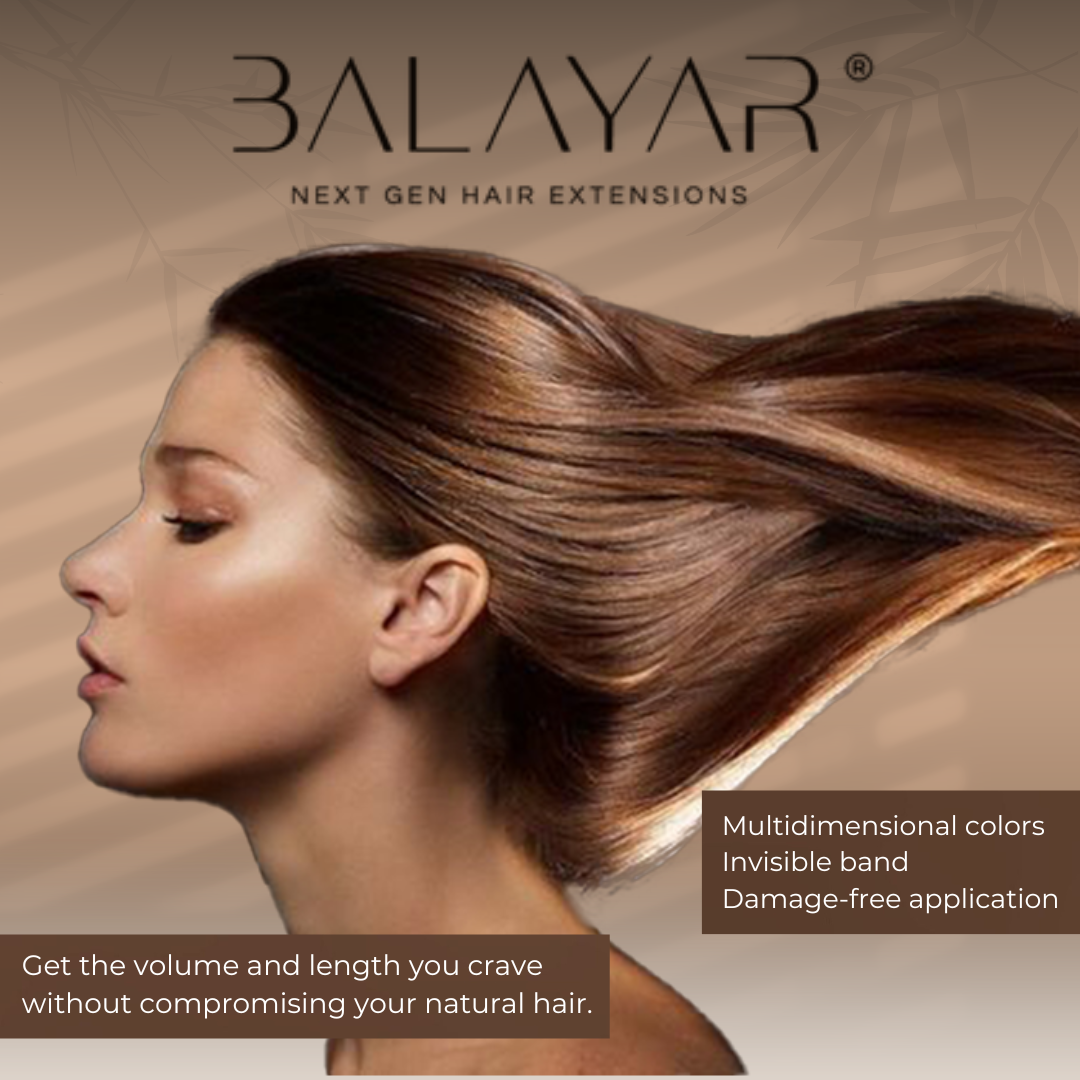 BALAYAR®
NEXT GEN HAIR EXTENSIONS
Multidimensional colors
Invisible band
Damage-free application
Get the volume and length you crave
without compromising your natural hair.